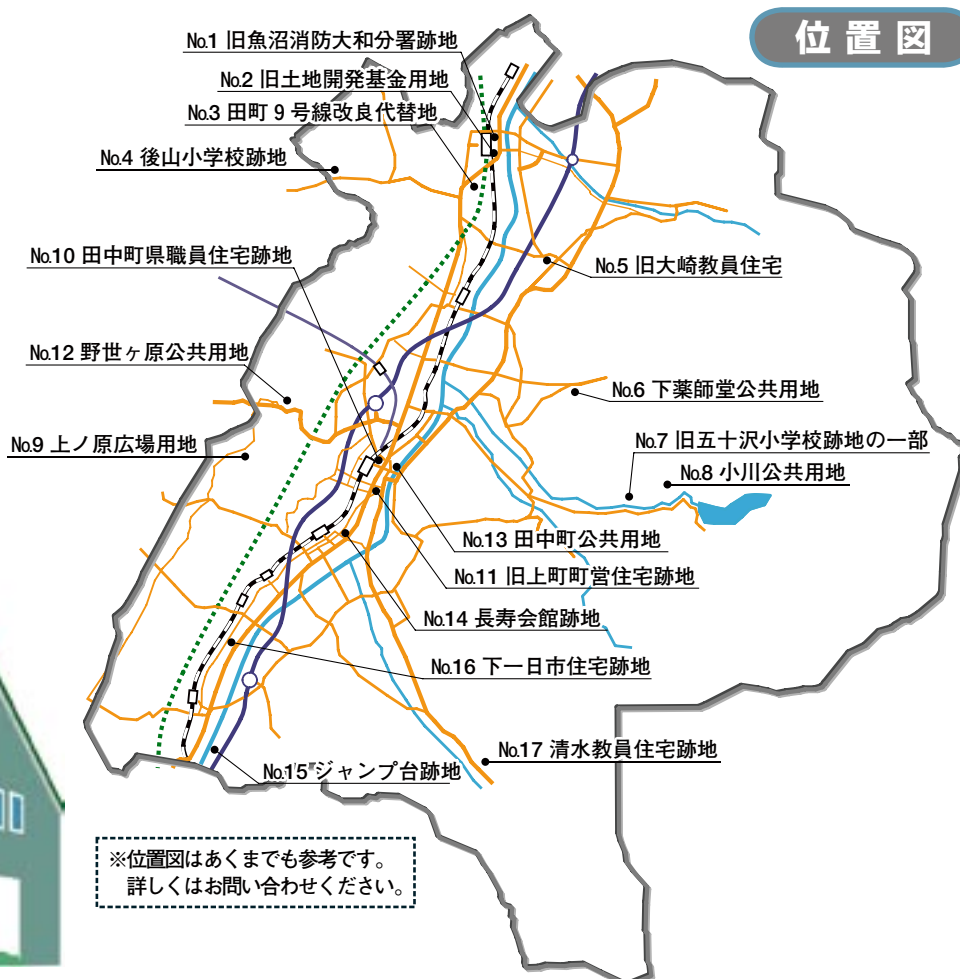 位置図
No.1 旧魚沼消防大和分署跡地
No.2 旧土地開発基金用地
No.3 田町9号線改良代替地
No.4 後山小学校跡地
No.10 田中町県職員住宅跡地
No.5 旧大崎教員住宅
No.12 野世ヶ原公共用地
No.6 下薬師堂公共用地
No.9 上ノ原広場用地
No.7 旧五十沢小学校跡地の一部
No.8 小川公共用地
No.13 田中町公共用地
No.11 旧上町町営住宅跡地
No.14 長寿会館跡地
No.16 下一日市住宅跡地
No.17 清水教員住宅跡地
No.15 ジャンプ台跡地
※位置図はあくまでも参考です。
詳しくはお問い合わせください。